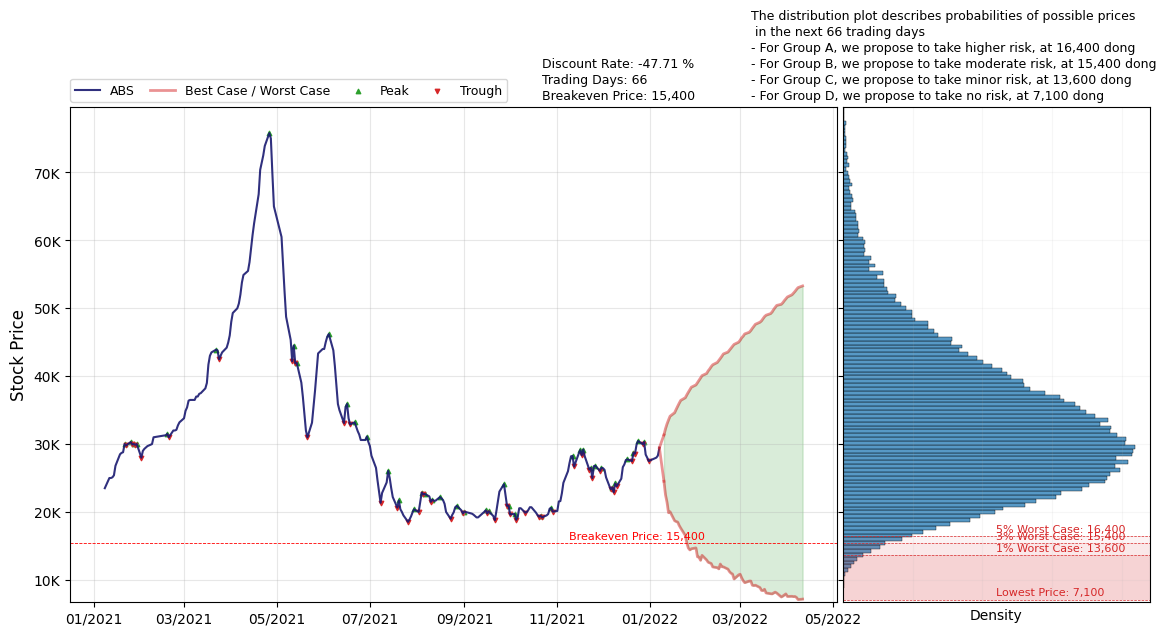 The distribution plot describes probabilities of possible prices
in the next 66 trading days
- For Group A, we propose to take higher risk, at 16,400 dong
- For Group B, we propose to take moderate risk, at 15,400 dong
- For Group C, we propose to take minor risk, at 13,600 dong
- For Group D, we propose to take no risk, at 7,100 dong
Discount Rate: -47.71 %
Trading Days: 66
Breakeven Price: 15,400
ABS
Best Case / Worst Case
Peak
Trough
Stock Price
70K
60K
50K
40K
30K
20K
10K
Breakeven Price: 15,400
5% Worst Case: 16,400
3% Worst Case: 15,400
1% Worst Case: 13,600
Lowest Price: 7,100
01/2021
03/2021
05/2021
07/2021
09/2021
11/2021
01/2022
03/2022
05/2022
Density